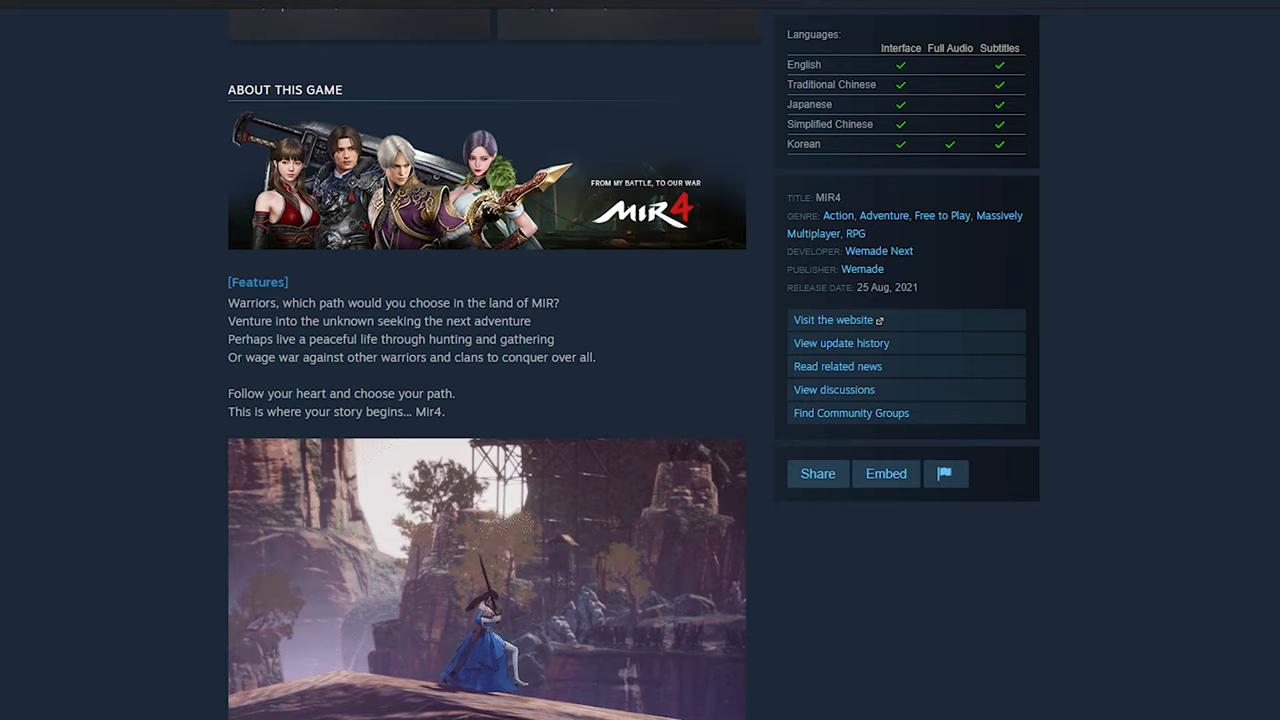 ABOUT THIS GAME
FROM MY BATTLE, TO OUR WAR
MIR4
[Features]
Warriors, which path would you choose in the land of MIR?
Venture into the unknown seeking the next adventure
Perhaps live a peaceful life through hunting and gathering
Or wage war against other warriors and clans to conquer over all.
Follow your heart and choose your path.
This is where your story begins... Mir4.
Languages:
Interface Full Audio Subtitles
English
Traditional Chinese
Japanese
Simplified Chinese
Korean
TITLE: MIR4
GENRE: Action, Adventure, Free to Play, Massively
Multiplayer, RPG
DEVELOPER: Wemade Next
PUBLISHER: Wemade
RELEASE DATE: 25 Aug, 2021
Visit the website
View update history
Read related news
View discussions
Find Community Groups
Share Embed